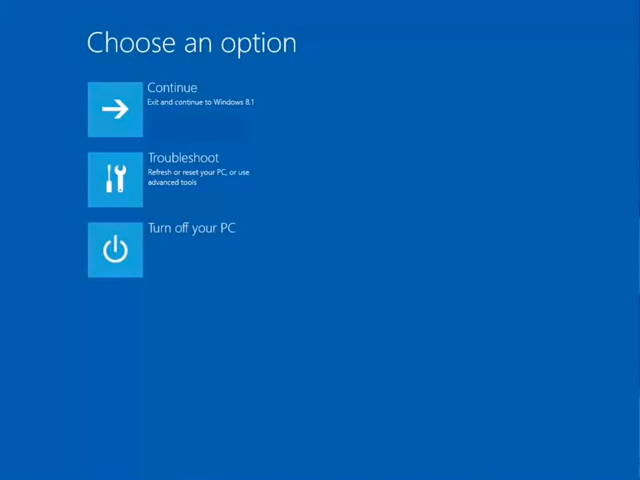 Choose an option
Continue
Exit and continue to Windows 8.1
Troubleshoot
Refresh or reset your PC, or use
advanced tools
Turn off your PC